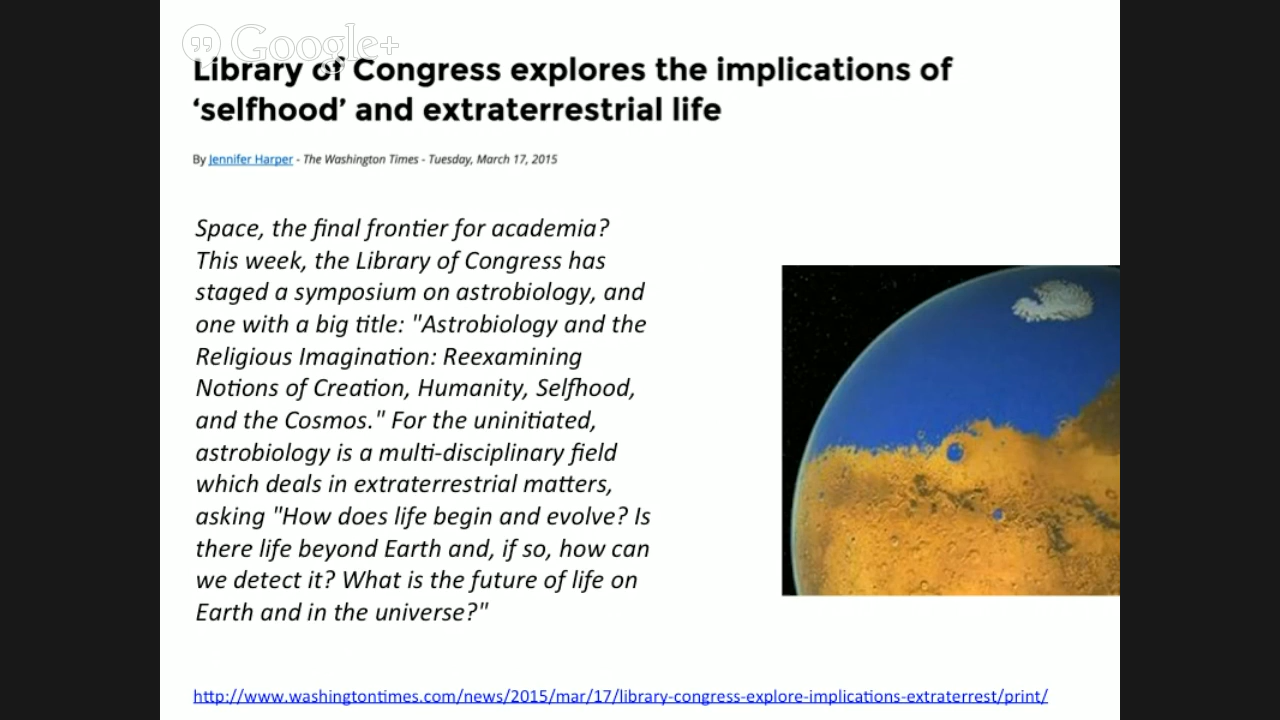 Google+
Library of Congress explores the implications of
‘selfhood’ and extraterrestrial life
By Jennifer Harper - The Washington Times - Tuesday, March 17, 2015
Space, the final frontier for academia?
This week, the Library of Congress has
staged a symposium on astrobiology, and
one with a big title: "Astrobiology and the
Religious Imagination: Reexamining
Notions of Creation, Humanity, Selfhood,
and the Cosmos." For the uninitiated,
astrobiology is a multi-disciplinary field
which deals in extraterrestrial matters,
asking "How does life begin and evolve? Is
there life beyond Earth and, if so, how can
we detect it? What is the future of life on
Earth and in the universe?"
http://www.washingtontimes.com/news/2015/mar/17/library-congress-explore-implications-extraterrest/print/